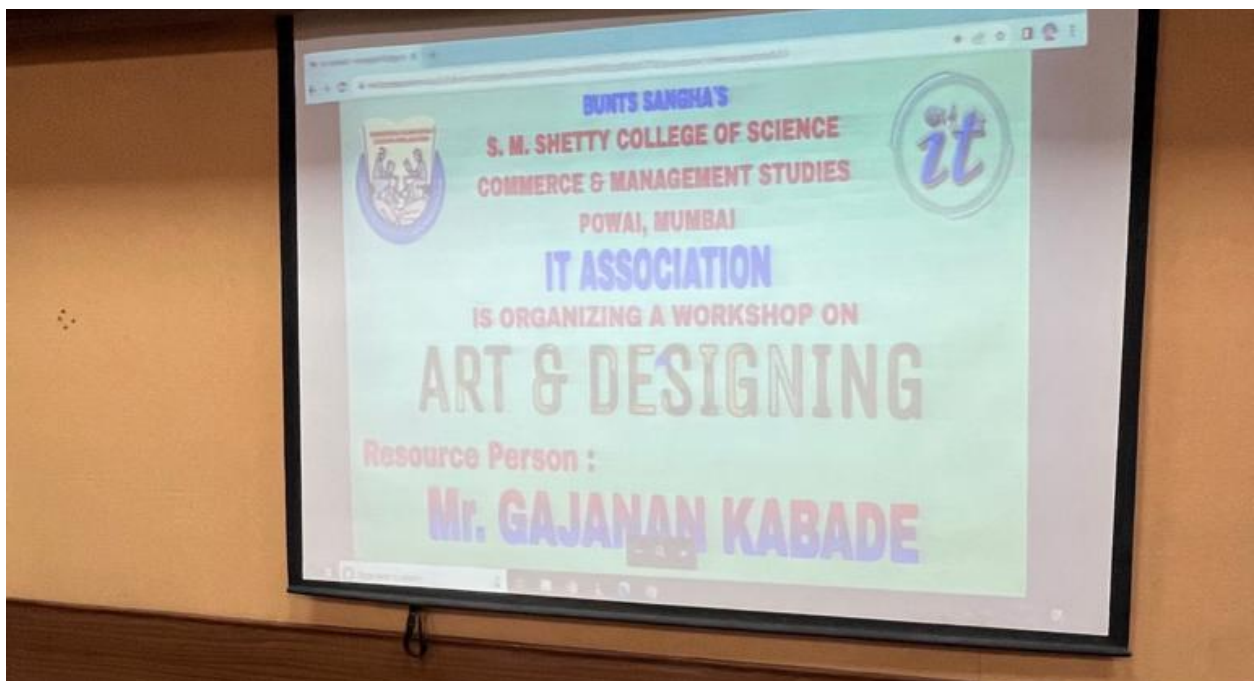 BUNTS SANGHA'S
S. M. SHETTY COLLEGE OF SCIENCE
COMMERCE & MANAGEMENT STUDIES
POWAI, MUMBAI
it
IT ASSOCIATION
IS ORGANIZING A WORKSHOP ON
ART & DESIGNING
Resource Person :
Mr. GAJANAN KABADE